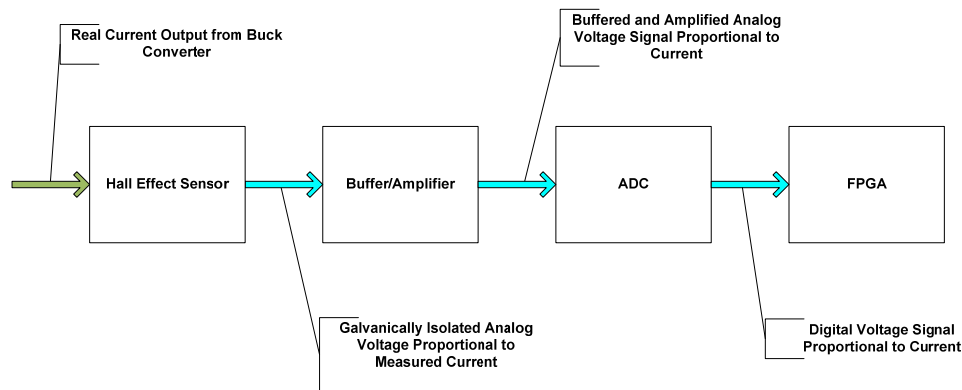 Real Current Output from Buck
Converter
Buffered and Amplified Analog
Voltage Signal Proportional to
Current
Hall Effect Sensor
Buffer/Amplifier
ADC
FPGA
Galvanically Isolated Analog
Voltage Proportional to
Measured Current
Digital Voltage Signal
Proportional to Current